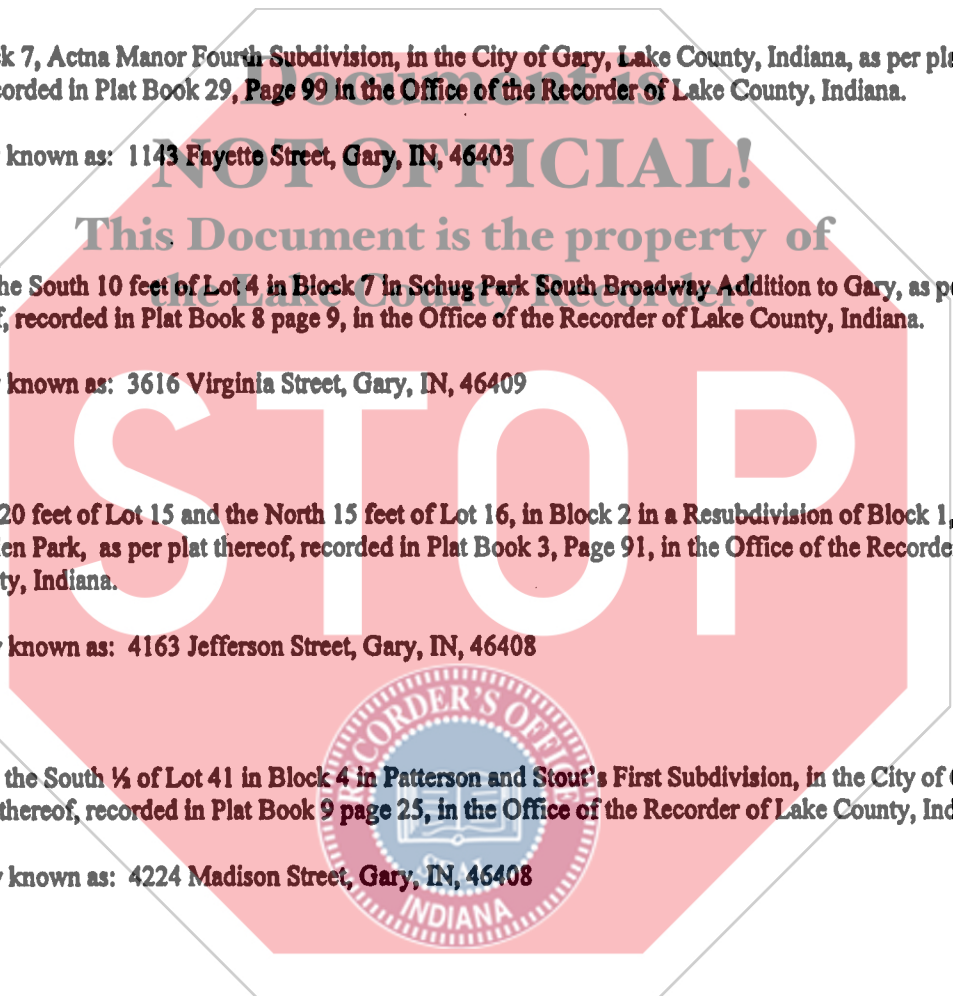 k 7, Aetna Manor Fourth Subdivision, in the City of Gary, Lake County, Indiana, as per pla
corded in Plat Book 29, Page 99 in the Office of the Recorder of Lake County, Indiana.
Document is
known as: 1143 Fayette Street, Gary, IN, 46403
NOT OFFICIAL!
This Document is the property of
the Lake County Recorder!
he South 10 feet of Lot 4 in Block 7 in Schug Park South Broadway Addition to Gary, as pe
f, recorded in Plat Book 8 page 9, in the Office of the Recorder of Lake County, Indiana.
known as: 3616 Virginia Street, Gary, IN, 46409
STOP
20 feet of Lot 15 and the North 15 feet of Lot 16, in Block 2 in a Resubdivision of Block 1,
en Park, as per plat thereof, recorded in Plat Book 3, Page 91, in the Office of the Recorde
ty, Indiana.
known as: 4163 Jefferson Street, Gary, IN, 46408
RECORDER'S OFFICE
the South ½ of Lot 41 in Block 4 in Patterson and Stout's First Subdivision, in the City of
thereof, recorded in Plat Book 9 page 25, in the Office of the Recorder of Lake County, Ind
SEAL
known as: 4224 Madison Street, Gary, IN, 46408
INDIANA